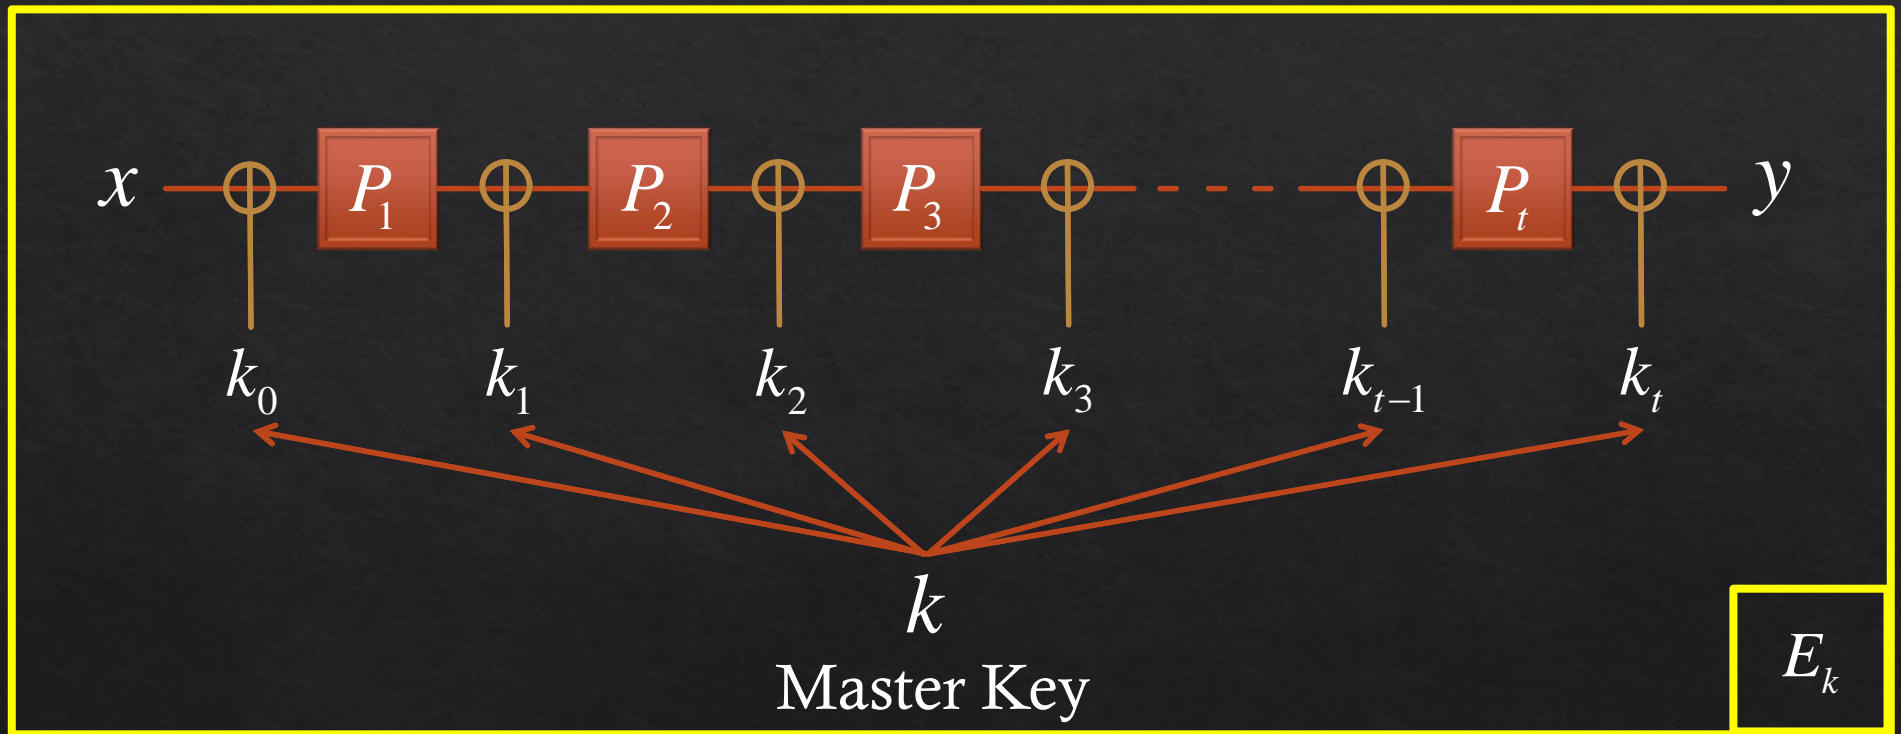 x P₁ P₂ P₃ Pₜ y
k₀ k₁ k₂ k₃ kₜ₋₁ kₜ
k
Master Key
Eₖ